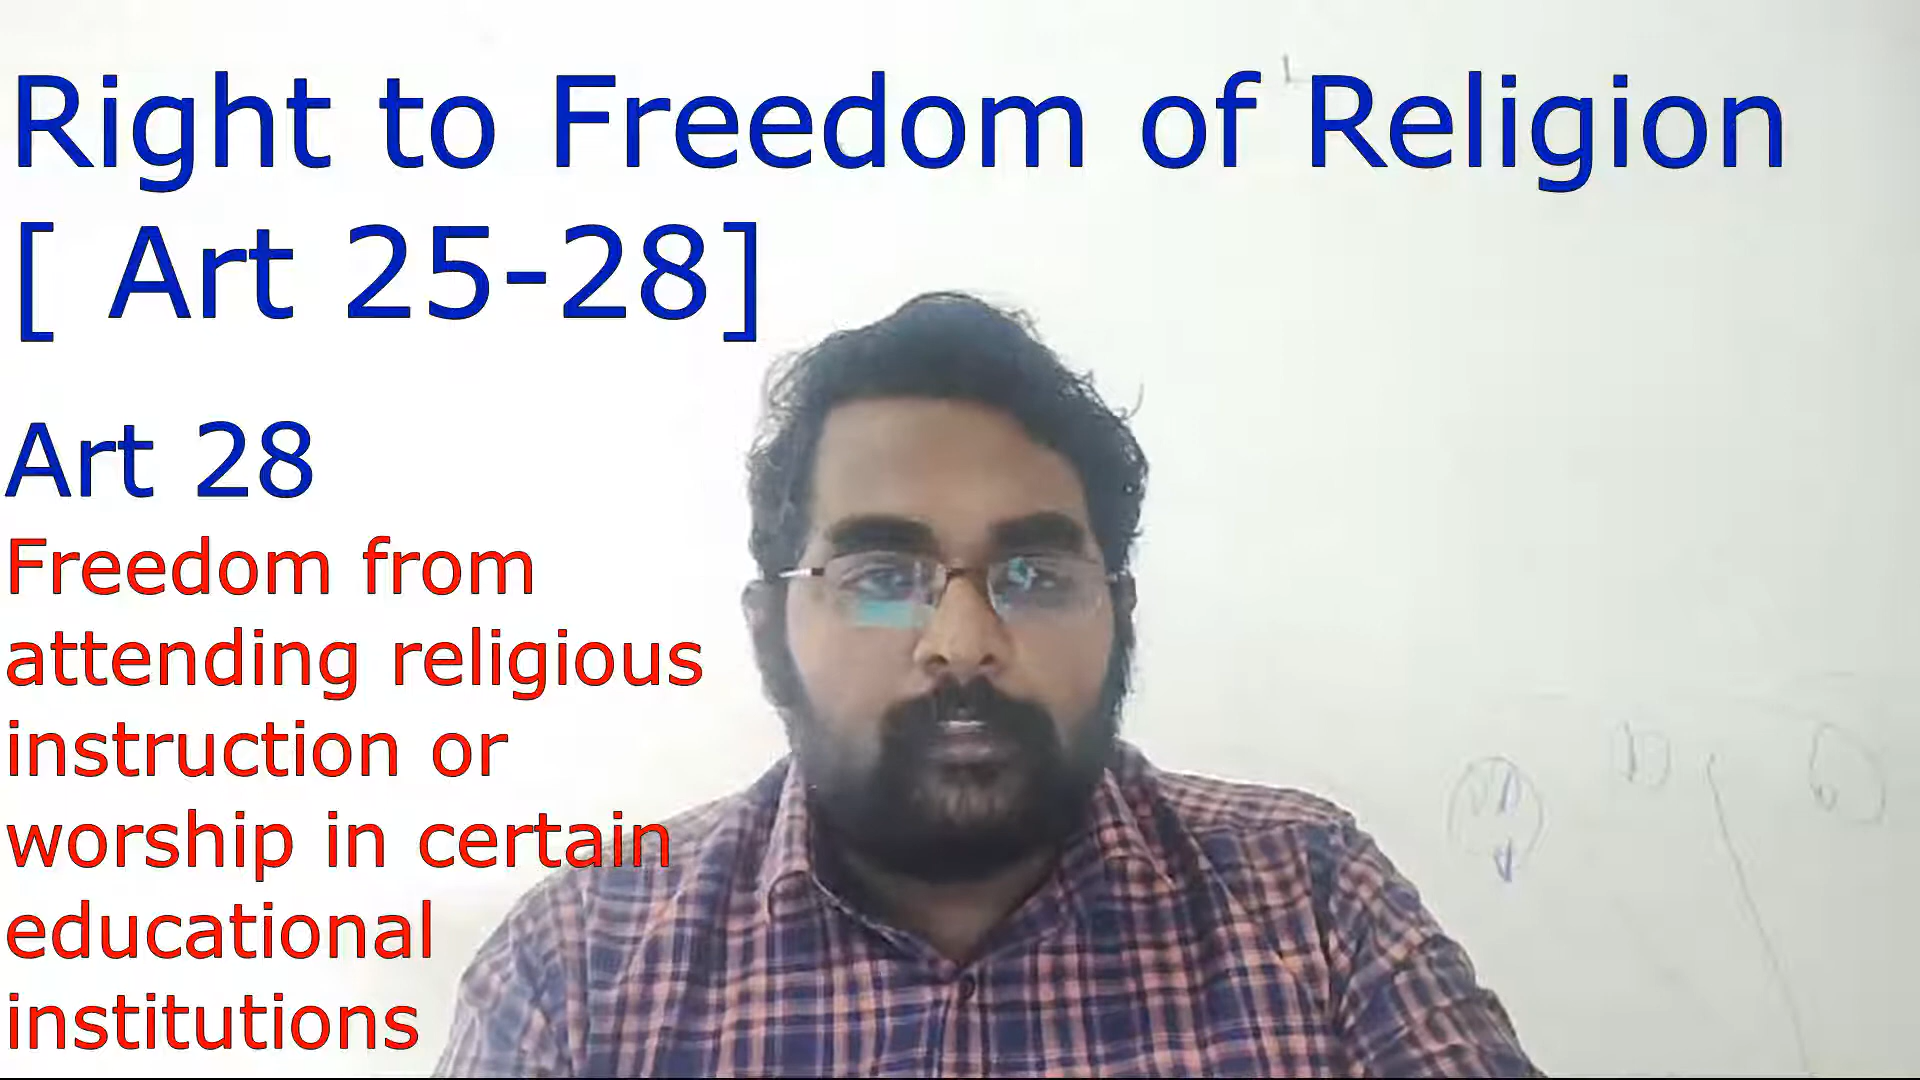 Right to Freedom of Religion
[ Art 25-28]
Art 28
Freedom from
attending religious
instruction or
worship in certain
educational
institutions